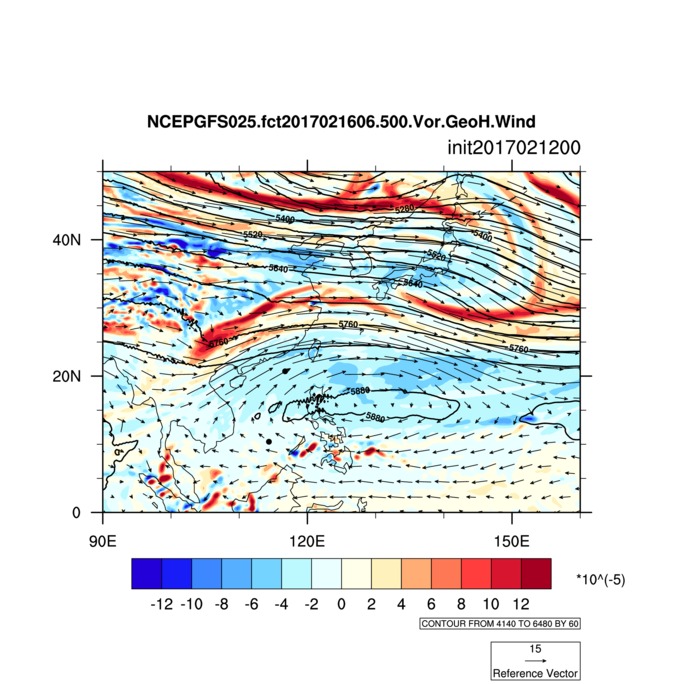 NCEPGFS025.fct2017021606.500.Vor.GeoH.Wind
init2017021200
40N
20N
0
90E 120E 150E
5280
5400
5400
5520
5520
5640
5640
5760
5760
5760
5880
5880
-12 -10 -8 -6 -4 -2 0 2 4 6 8 10 12
*10^(-5)
CONTOUR FROM 4140 TO 6480 BY 60
15
Reference Vector